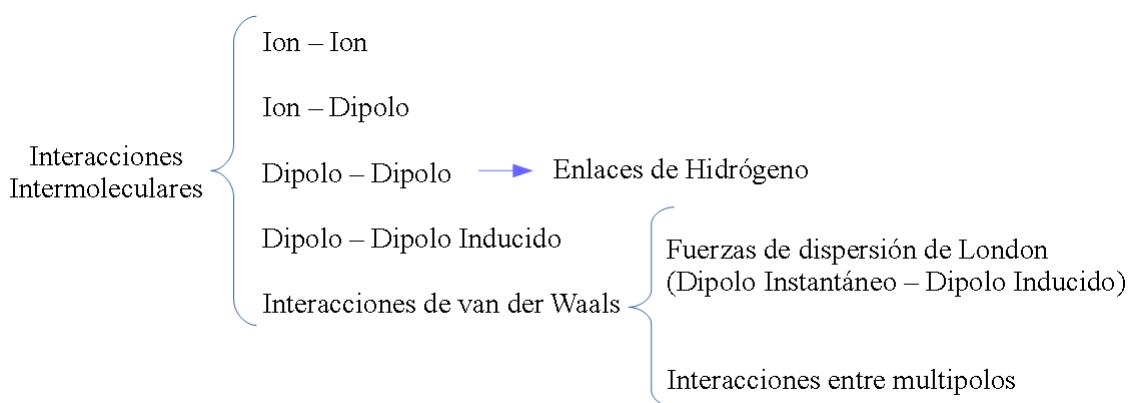 Interacciones
Intermoleculares
Ion – Ion
Ion – Dipolo
Dipolo – Dipolo
Enlaces de Hidrógeno
Dipolo – Dipolo Inducido
Interacciones de van der Waals
Fuerzas de dispersión de London
(Dipolo Instantáneo – Dipolo Inducido)
Interacciones entre multipolos